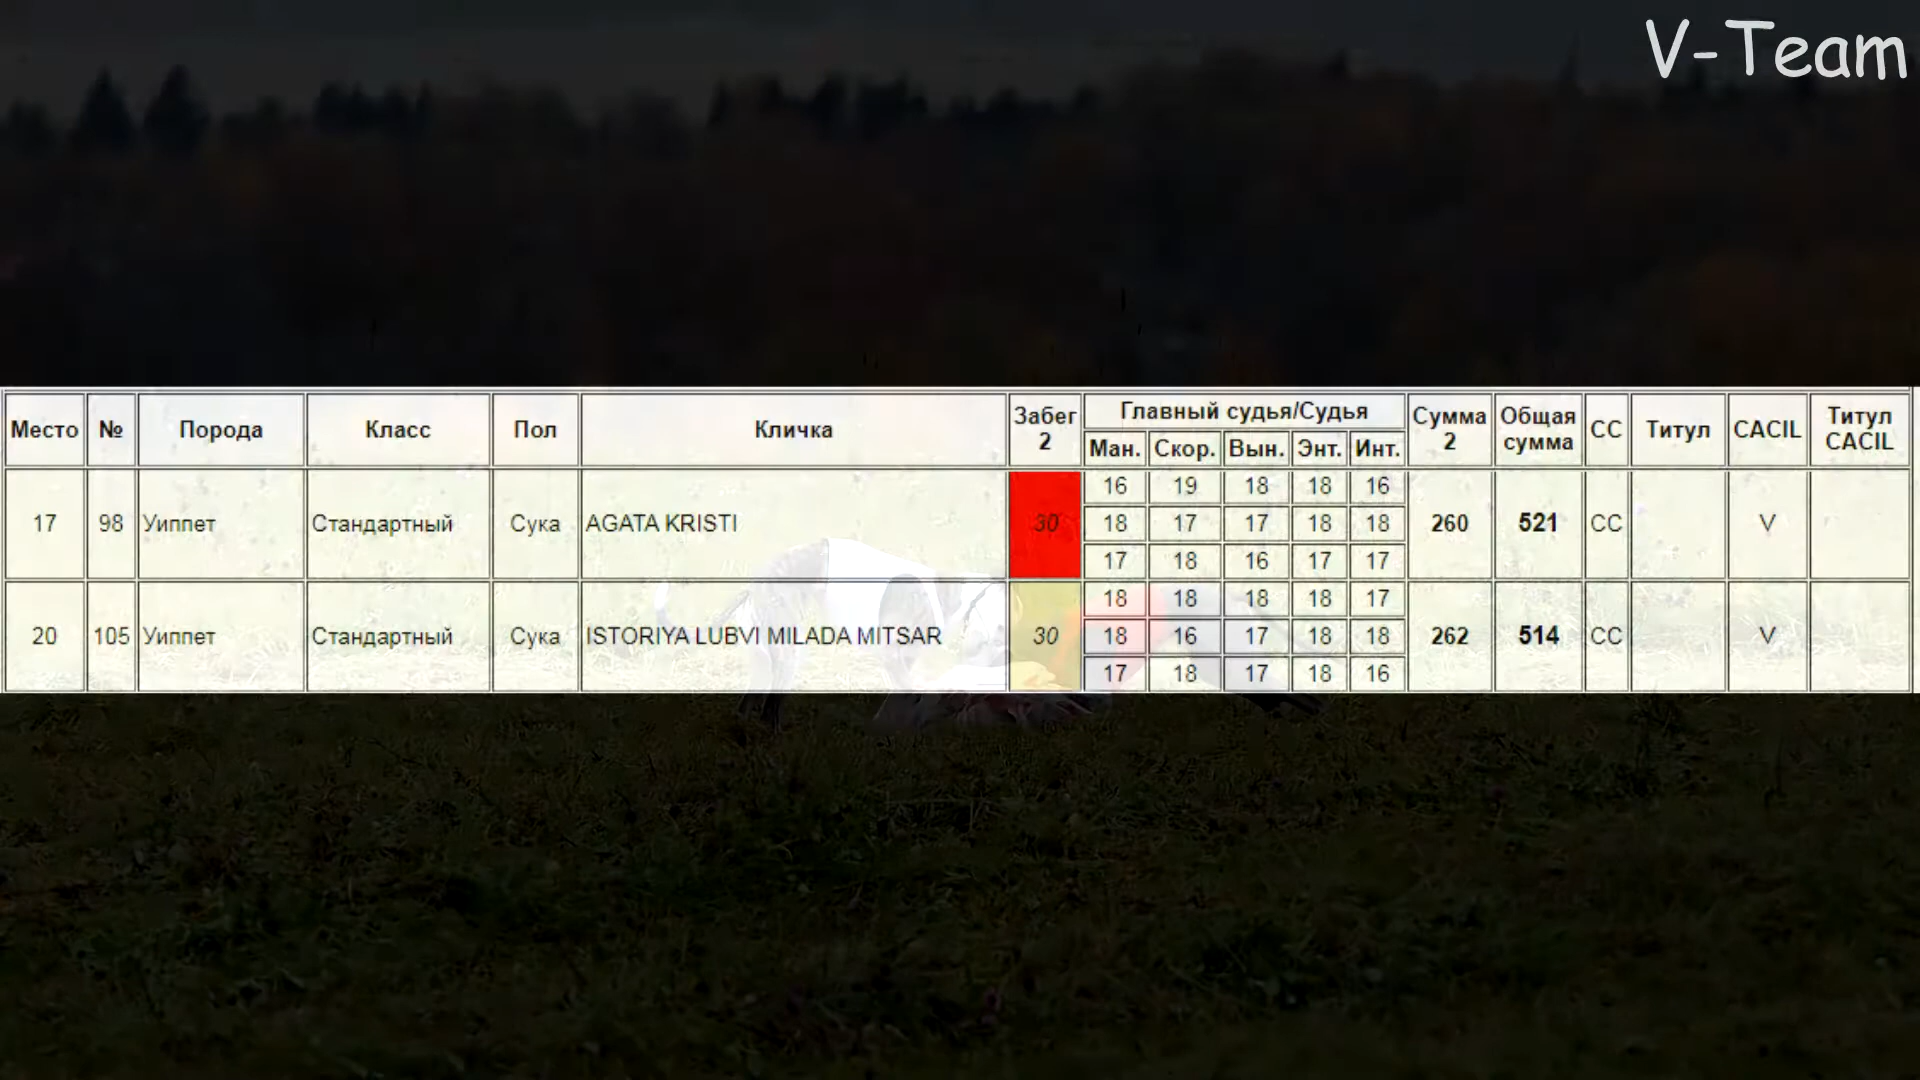 V-Team
Место № Порода Класс Пол Кличка Забег 2 Главный судья/Судья Сумма 2 Общая сумма СС Титул CACIL Титул CACIL
Ман. Скор. Вын. Энт. Инт.
16 19 18 18 16
17 98 Уиппет Стандартный Сука AGATA KRISTI 30 18 17 17 18 18 260 521 СС V
17 18 16 17 17
18 18 18 18 17
20 105 Уиппет Стандартный Сука ISTORIYA LUBVI MILADA MITSAR 30 18 16 17 18 18 262 514 СС V
17 18 17 18 16